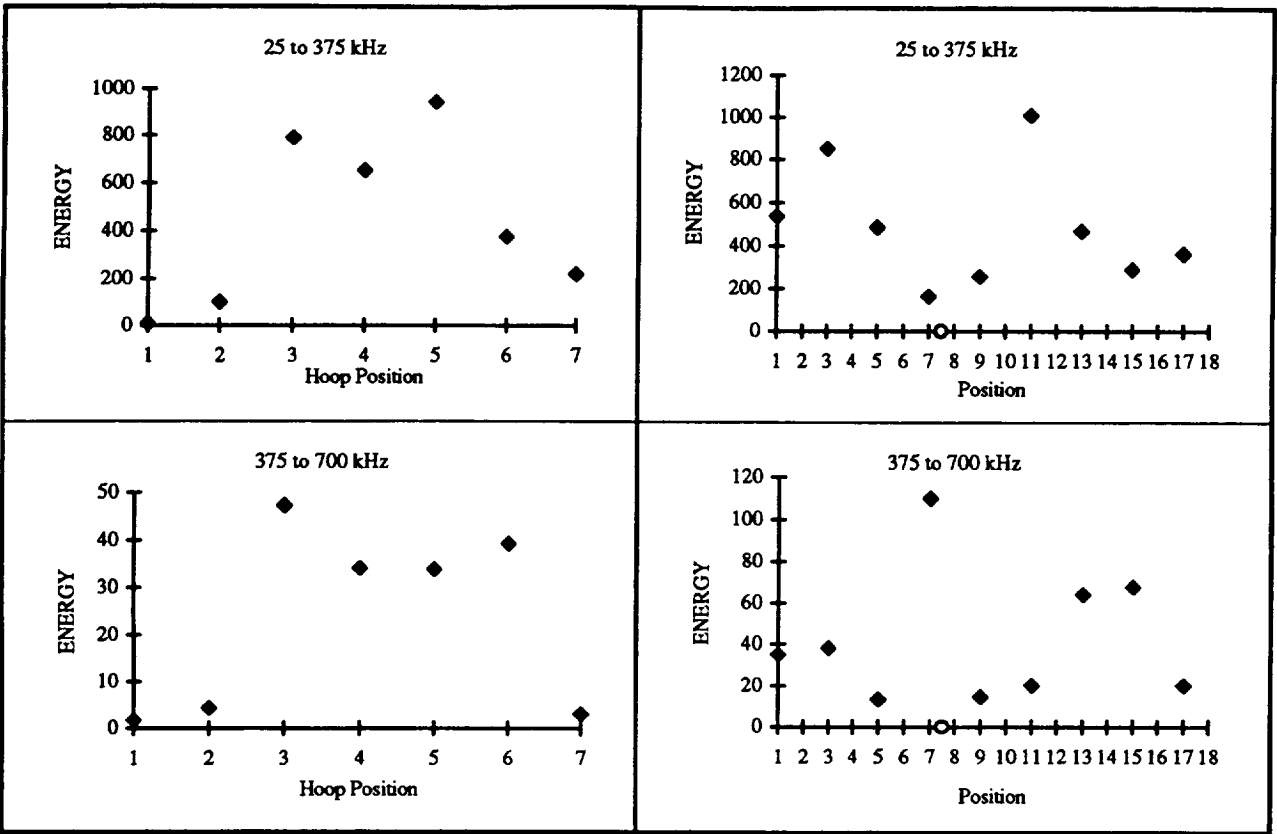 25 to 375 kHz
1000
800
600
400
200
0
ENERGY
1 2 3 4 5 6 7
Hoop Position
25 to 375 kHz
1200
1000
800
600
400
200
0
ENERGY
1 2 3 4 5 6 7 8 9 10 11 12 13 14 15 16 17 18
Position
375 to 700 kHz
50
40
30
20
10
0
ENERGY
1 2 3 4 5 6 7
Hoop Position
375 to 700 kHz
120
100
80
60
40
20
0
ENERGY
1 2 3 4 5 6 7 8 9 10 11 12 13 14 15 16 17 18
Position